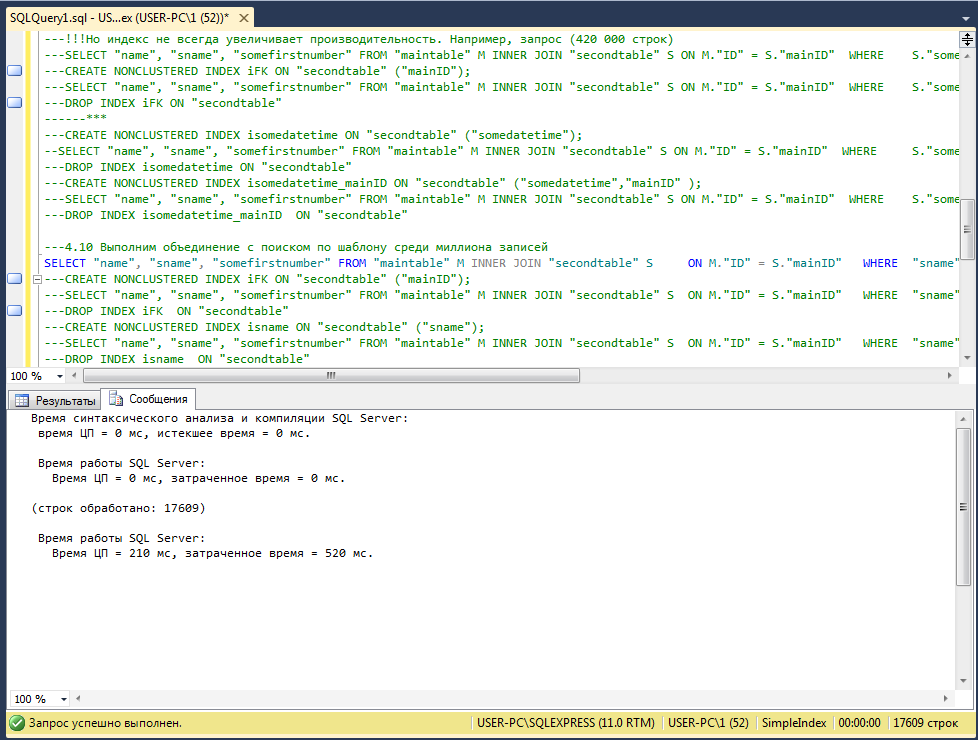 SQLQuery1.sql - US...ex (USER-PC\1 (52))*
---!!!Но индекс не всегда увеличивает производительность. Например, запрос (420 000 строк)
---SELECT "name", "sname", "somefirstnumber" FROM "maintable" M INNER JOIN "secondtable" S ON M."ID" = S."mainID"  WHERE    S."some
---CREATE NONCLUSTERED INDEX iFK ON "secondtable" ("mainID");
---SELECT "name", "sname", "somefirstnumber" FROM "maintable" M INNER JOIN "secondtable" S ON M."ID" = S."mainID"  WHERE    S."some
---DROP INDEX iFK ON "secondtable"
------***
---CREATE NONCLUSTERED INDEX isomedatetime ON "secondtable" ("somedatetime");
--SELECT "name", "sname", "somefirstnumber" FROM "maintable" M INNER JOIN "secondtable" S ON M."ID" = S."mainID"  WHERE     S."some
---DROP INDEX isomedatetime ON "secondtable"
---CREATE NONCLUSTERED INDEX isomedatetime_mainID ON "secondtable" ("somedatetime","mainID" );
---SELECT "name", "sname", "somefirstnumber" FROM "maintable" M INNER JOIN "secondtable" S ON M."ID" = S."mainID"  WHERE    S."some
---DROP INDEX isomedatetime_mainID  ON "secondtable"
---4.10 Выполним объединение с поиском по шаблону среди миллиона записей
SELECT "name", "sname", "somefirstnumber" FROM "maintable" M INNER JOIN "secondtable" S     ON M."ID" = S."mainID"   WHERE  "sname"
---CREATE NONCLUSTERED INDEX iFK ON "secondtable" ("mainID");
---SELECT "name", "sname", "somefirstnumber" FROM "maintable" M INNER JOIN "secondtable" S  ON M."ID" = S."mainID"   WHERE  "sname"
---DROP INDEX iFK  ON "secondtable"
---CREATE NONCLUSTERED INDEX isname ON "secondtable" ("sname");
---SELECT "name", "sname", "somefirstnumber" FROM "maintable" M INNER JOIN "secondtable" S  ON M."ID" = S."mainID"   WHERE  "sname"
---DROP INDEX isname  ON "secondtable"
100 %
Результаты Сообщения
Время синтаксического анализа и компиляции SQL Server:
время ЦП = 0 мс, истекшее время = 0 мс.
Время работы SQL Server:
Время ЦП = 0 мс, затраченное время = 0 мс.
(строк обработано: 17609)
Время работы SQL Server:
Время ЦП = 210 мс, затраченное время = 520 мс.
100 %
Запрос успешно выполнен. USER-PC\SQLEXPRESS (11.0 RTM) USER-PC\1 (52) SimpleIndex 00:00:00 17609 строк